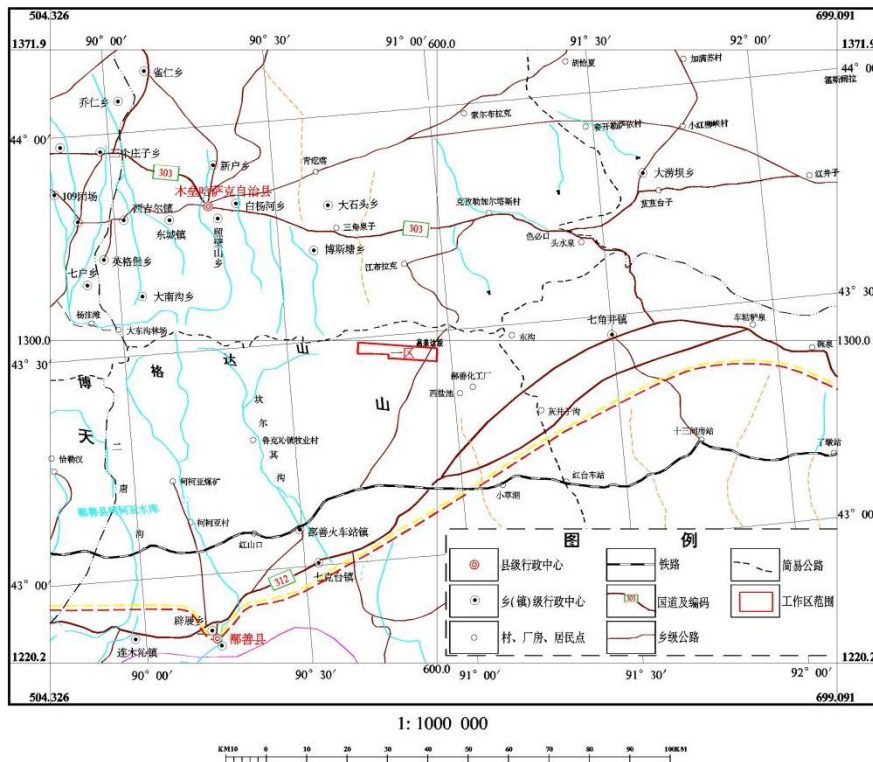 504.326
699.091
1371.9
90° 00′
90° 30′
91° 00′
600.0
91° 30′
92° 00′
1371.9
雀仁乡
胡恰夏
加满苏村
44° 00′
乔仁乡
索尔布拉克
小红柳峡村
44° 00′
三个庄子乡
新户乡
大涝坝乡
红井子
303
木垒哈萨克自治县
109团场
西吉尔镇
白杨河乡
大石头乡
克孜勒加尔塔斯村
芨芨台子
东城镇
照壁山乡
三角泉子
303
色必口
头水泉
英格堡乡
博斯塘乡
江布拉克
七户乡
大南沟乡
43° 30′
杨洼滩
大东沟林场
七角井镇
车轱轳泉
1300.0
东沟
1300.0
碗泉
43° 30′
博
格
达
山
一区
鄯善化工厂
西盐池
天
山
坎尔其沟
灰井子沟
二唐沟
鲁克沁镇牧业村
十三间房站
恰勒汉
柯柯亚煤矿
红台车站
小草湖
鄯善县柯柯亚水库
柯柯亚村
43° 00′
红山口
鄯善火车站镇
43° 00′
七克台镇
312
辟展乡
鄯善县
连木沁镇
图 例
县级行政中心
铁路
简易公路
乡(镇)级行政中心
国道及编码
工作区范围
村、厂房、居民点
乡级公路
1220.2
1220.2
90° 00′
90° 30′
600.0
91° 00′
91° 30′
92° 00′
504.326
699.091
1: 1000 000
KM10 0 10 20 30 40 50 60 70 80 90 100KM